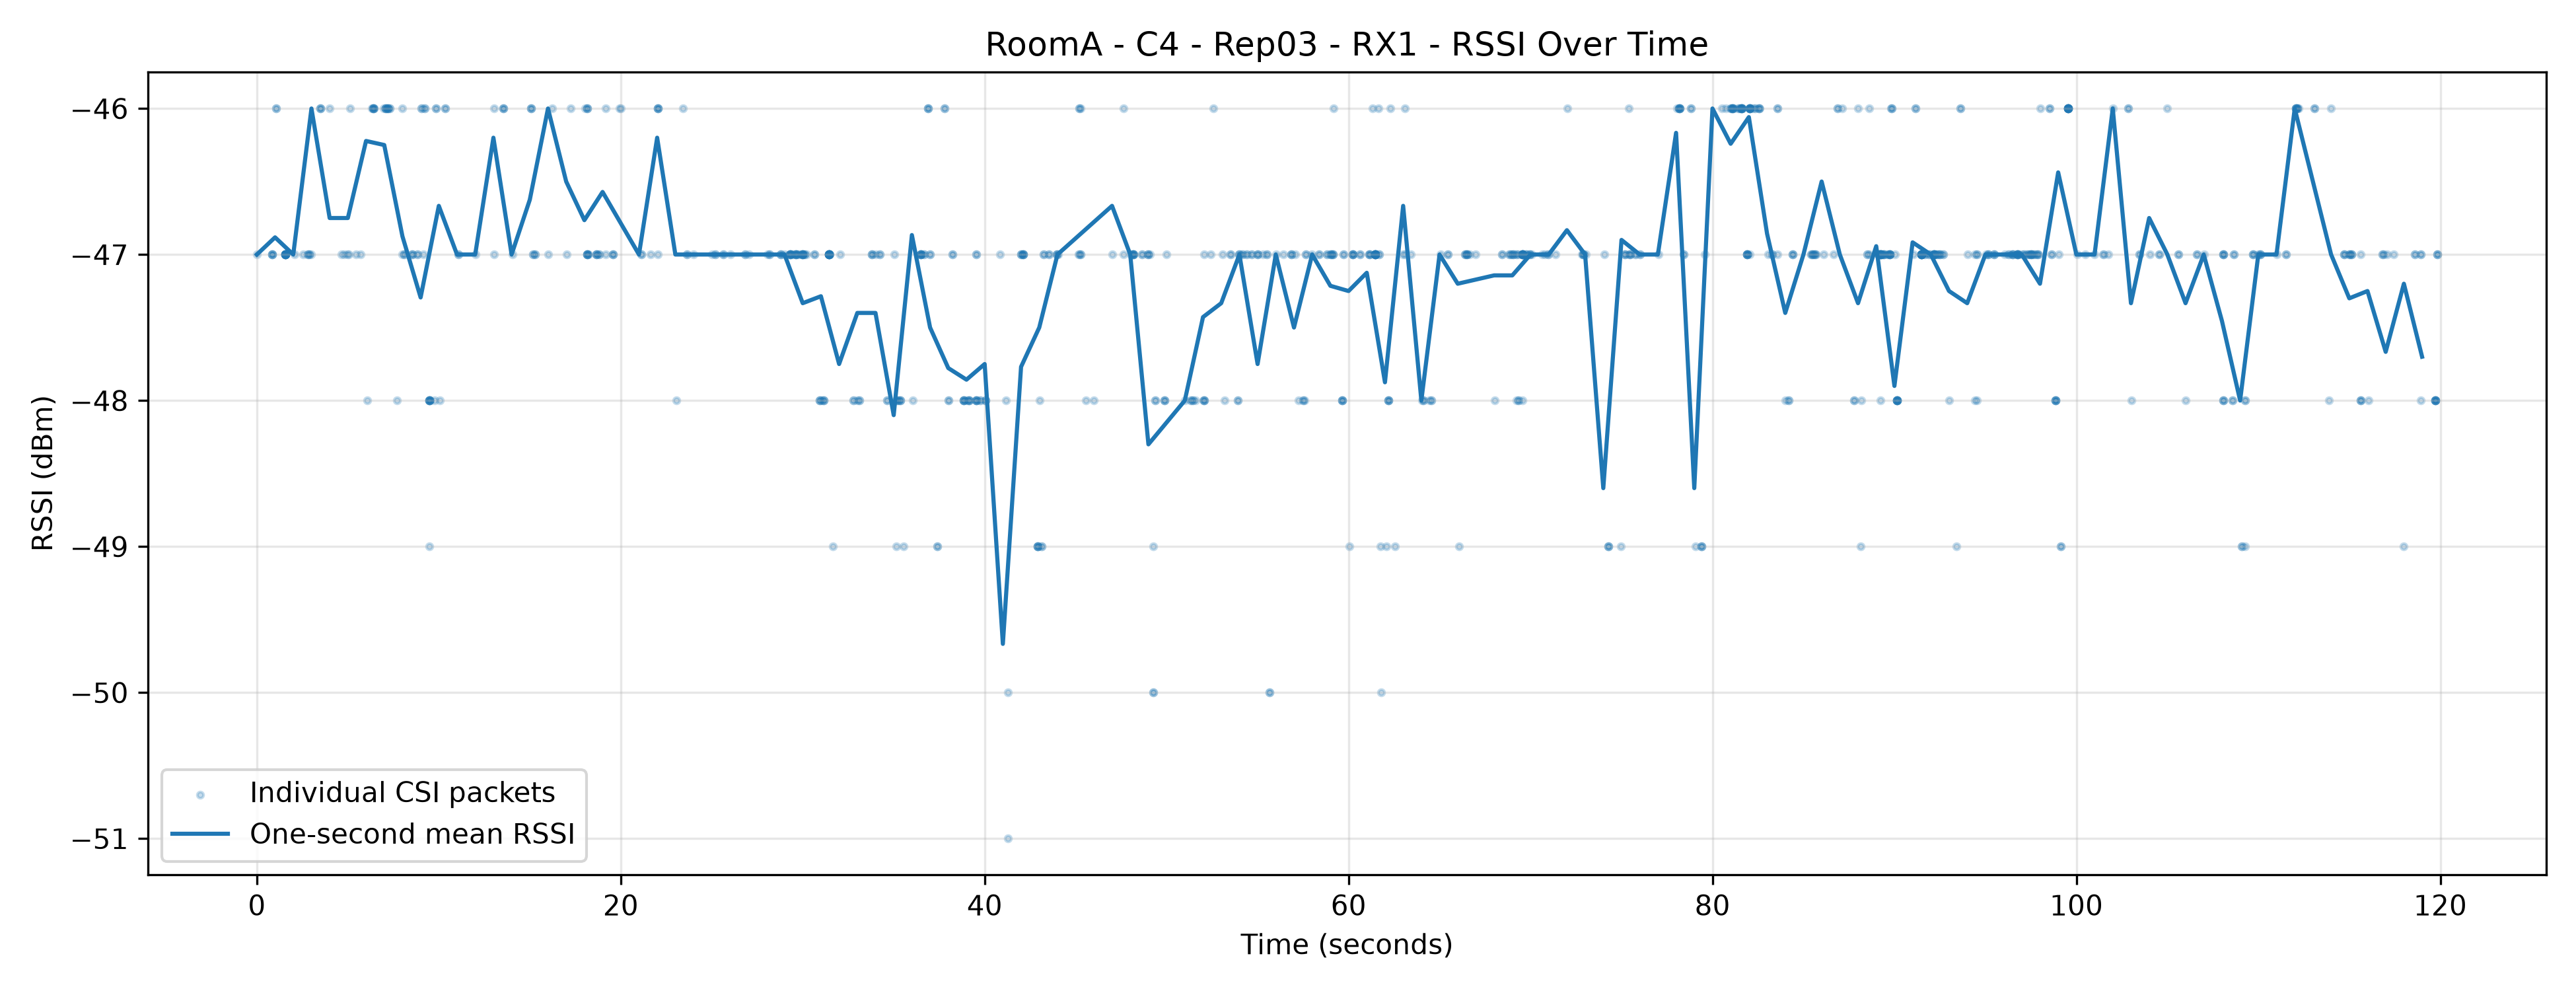 RoomA - C4 - Rep03 - RX1 - RSSI Over Time
RSSI (dBm)
−46
−47
−48
−49
−50
−51
Individual CSI packets
One-second mean RSSI
0 20 40 60 80 100 120
Time (seconds)